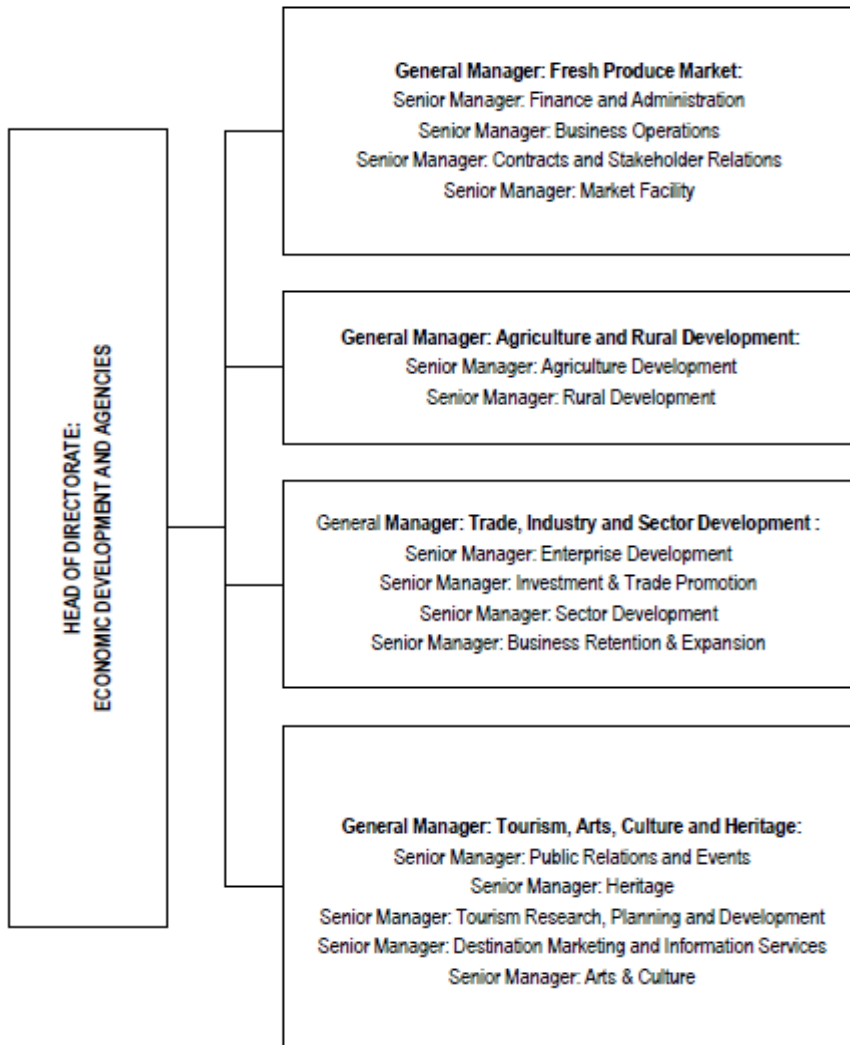 HEAD OF DIRECTORATE:
ECONOMIC DEVELOPMENT AND AGENCIES
General Manager: Fresh Produce Market:
Senior Manager: Finance and Administration
Senior Manager: Business Operations
Senior Manager: Contracts and Stakeholder Relations
Senior Manager: Market Facility
General Manager: Agriculture and Rural Development:
Senior Manager: Agriculture Development
Senior Manager: Rural Development
General Manager: Trade, Industry and Sector Development :
Senior Manager: Enterprise Development
Senior Manager: Investment & Trade Promotion
Senior Manager: Sector Development
Senior Manager: Business Retention & Expansion
General Manager: Tourism, Arts, Culture and Heritage:
Senior Manager: Public Relations and Events
Senior Manager: Heritage
Senior Manager: Tourism Research, Planning and Development
Senior Manager: Destination Marketing and Information Services
Senior Manager: Arts & Culture